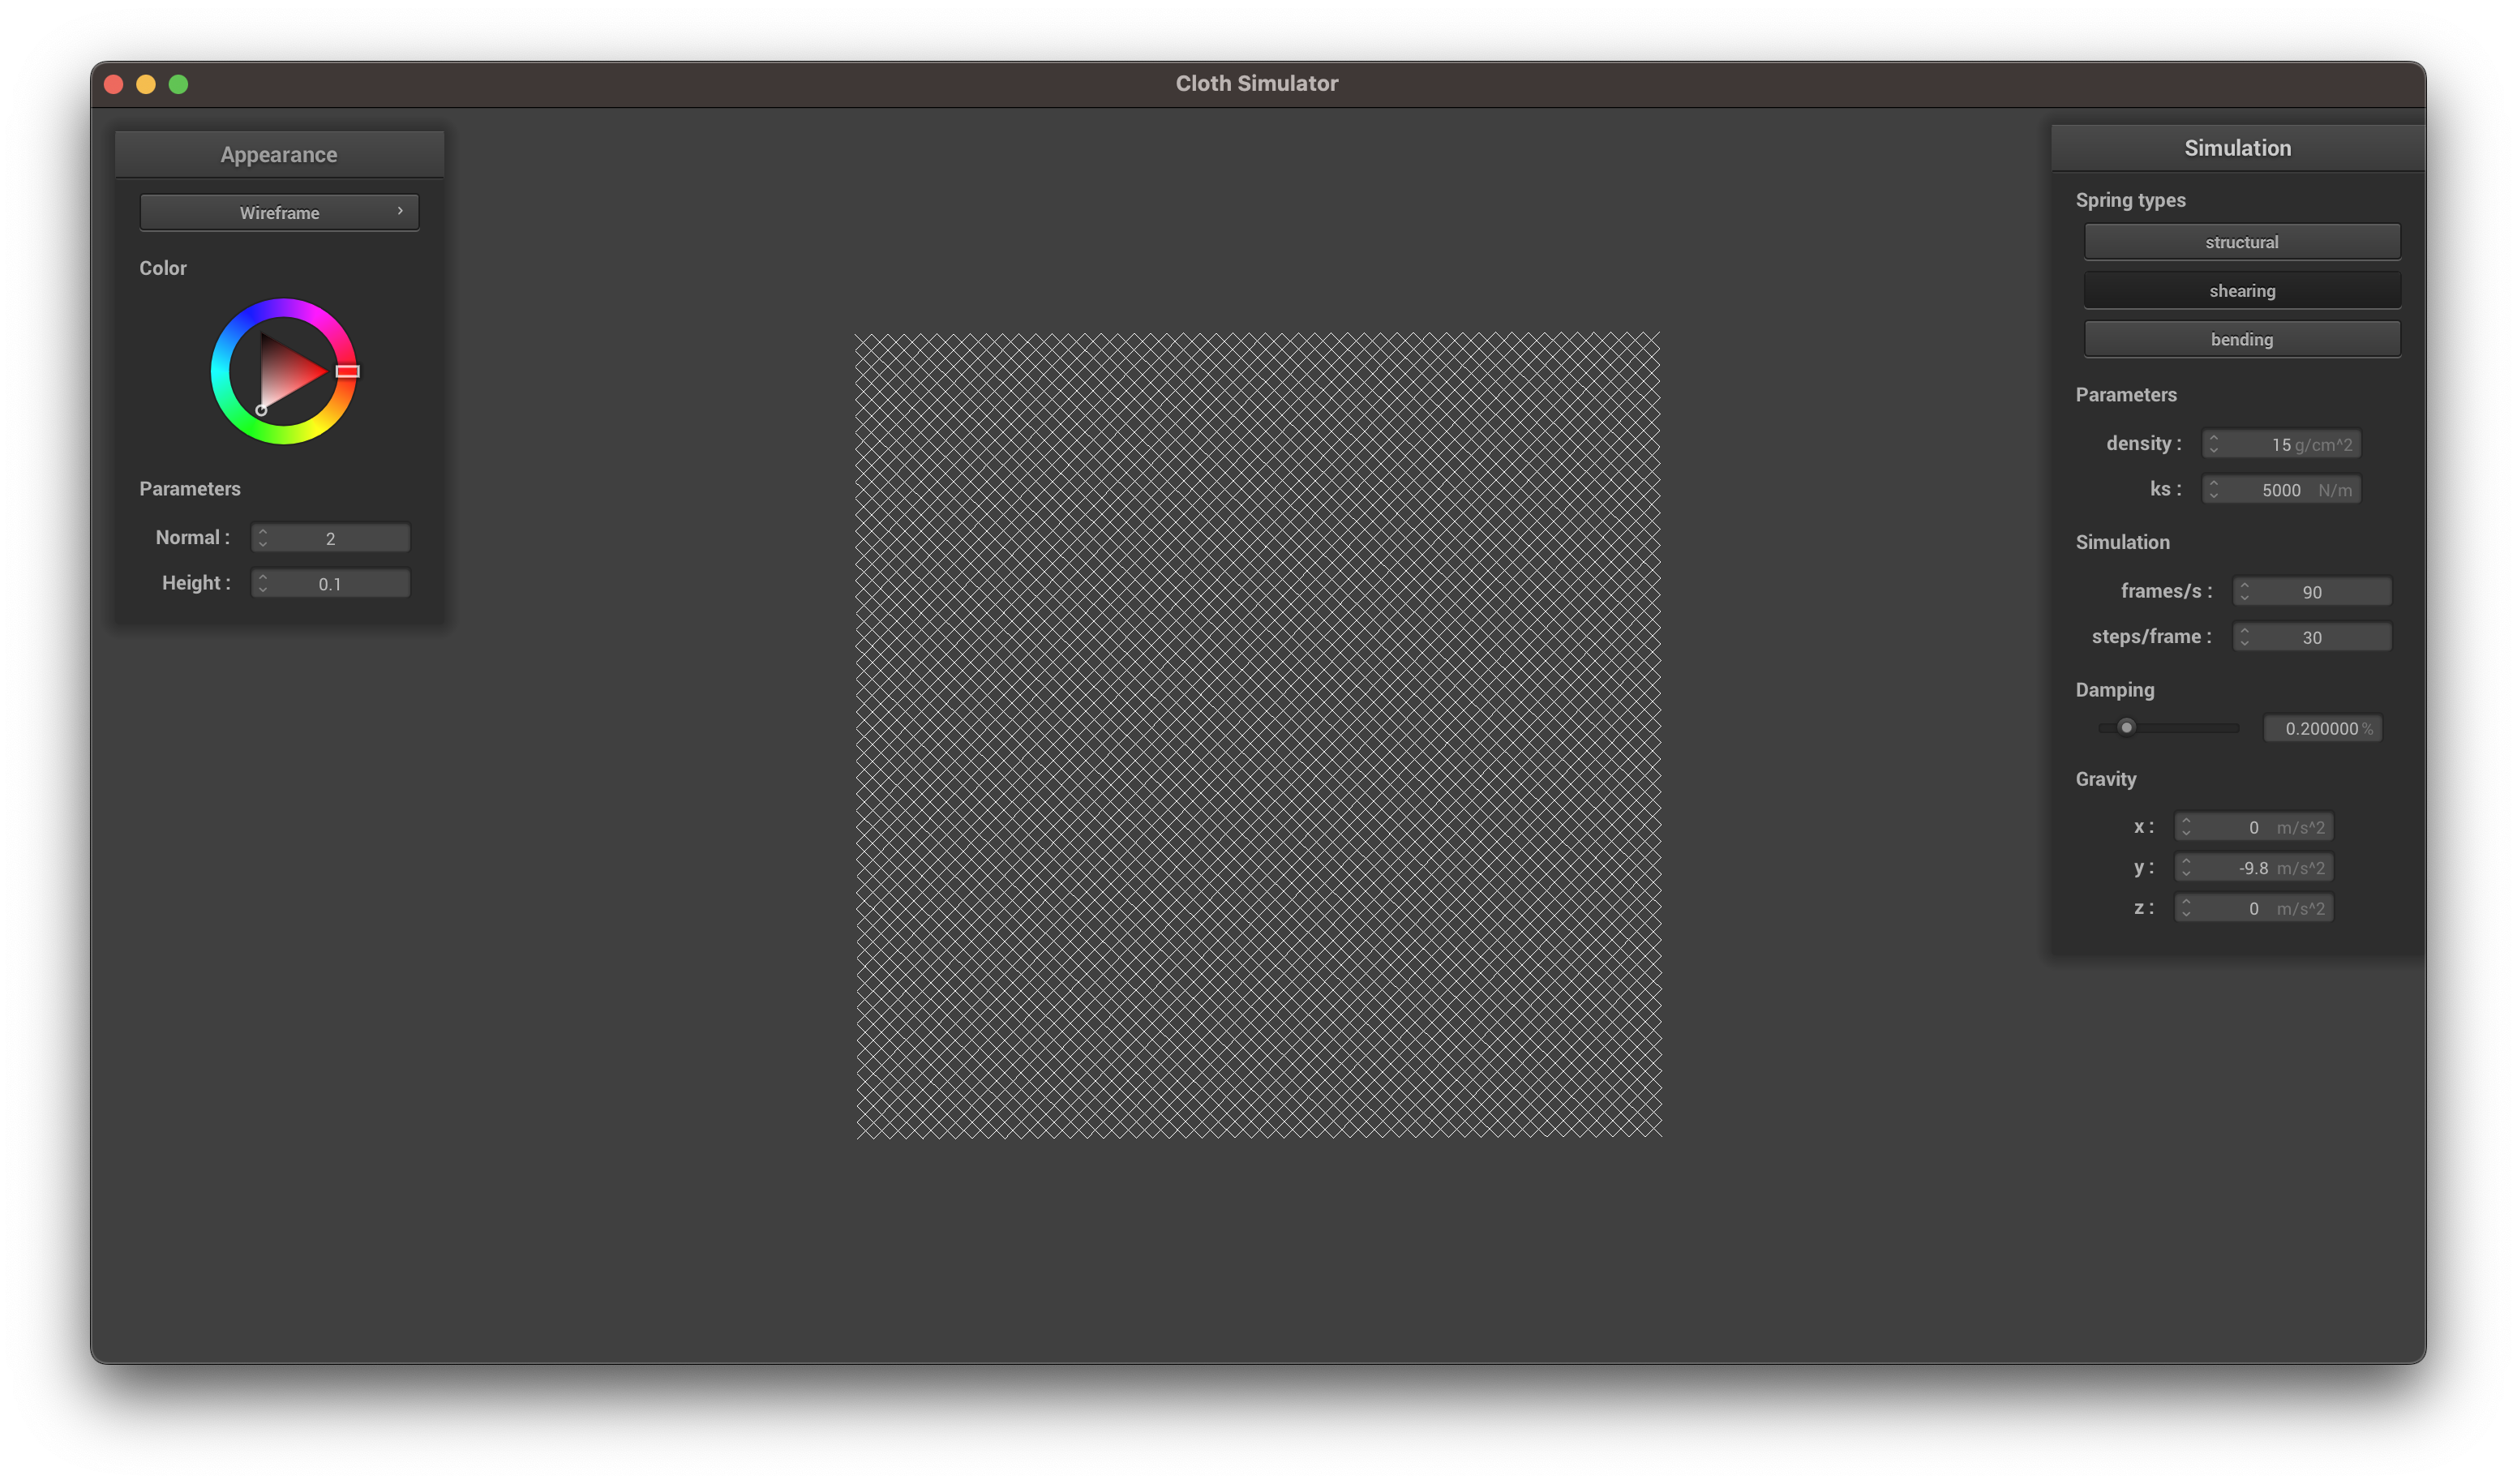 Cloth Simulator
Appearance
Wireframe
Color
Parameters
Normal : 2
Height : 0.1
Simulation
Spring types
structural
shearing
bending
Parameters
density : 15 g/cm^2
ks : 5000 N/m
Simulation
frames/s : 90
steps/frame : 30
Damping
0.200000 %
Gravity
x : 0 m/s^2
y : -9.8 m/s^2
z : 0 m/s^2